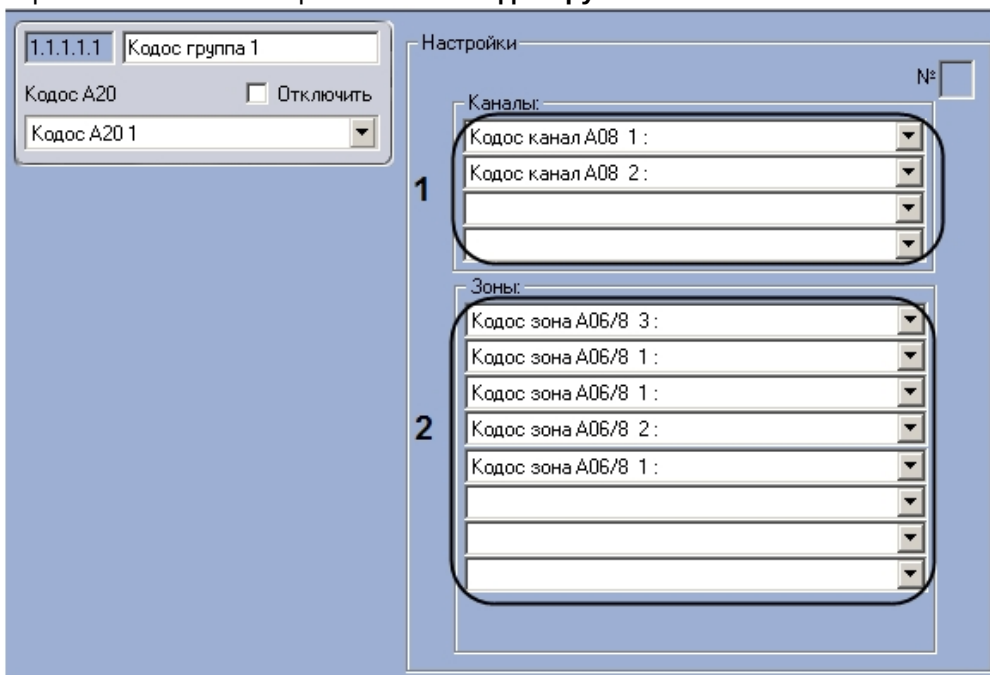 1.1.1.1.1 Кодос группа 1
Кодос А20 Отключить
Кодос А20 1
Настройки
№
Каналы:
1
Кодос канал А08 1 :
Кодос канал А08 2 :
Зоны:
2
Кодос зона А06/8 3 :
Кодос зона А06/8 1 :
Кодос зона А06/8 1 :
Кодос зона А06/8 2 :
Кодос зона А06/8 1 :